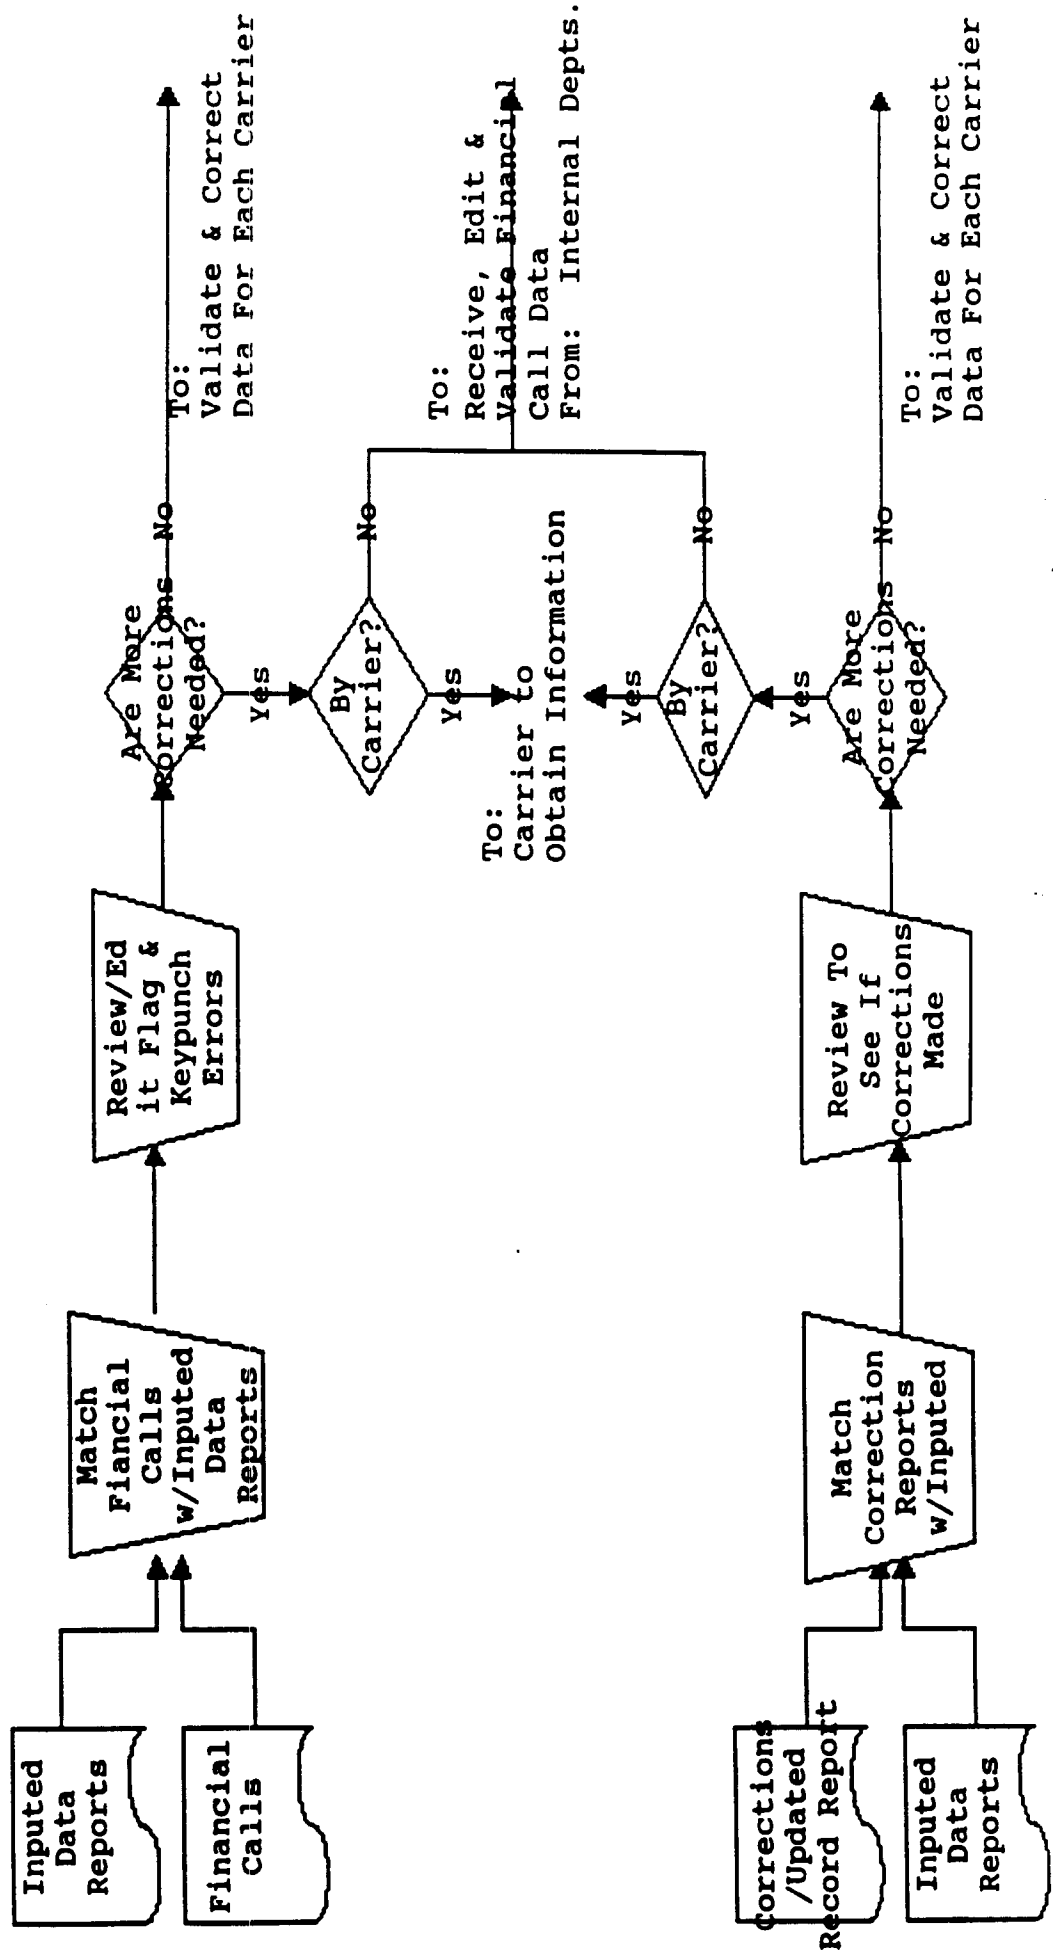 Inputed
Data
Reports
Financial
Calls
Match
Fiancial
Calls
w/Inputed
Data
Reports
Review/Ed
it Flag &
Keypunch
Errors
Are More
Corrections
Needed?
No
To:
Validate & Correct
Data For Each Carrier
Yes
By
Carrier?
No
Yes
To:
Receive, Edit &
Validate Financial
Call Data
From: Internal Depts.
To:
Carrier to
Obtain Information
Corrections
/Updated
Record Report
Inputed
Data
Reports
Match
Correction
Reports
w/Inputed
Review To
See If
Corrections
Made
Are More
Corrections
Needed?
No
To:
Validate & Correct
Data For Each Carrier
Yes
By
Carrier?
No
Yes